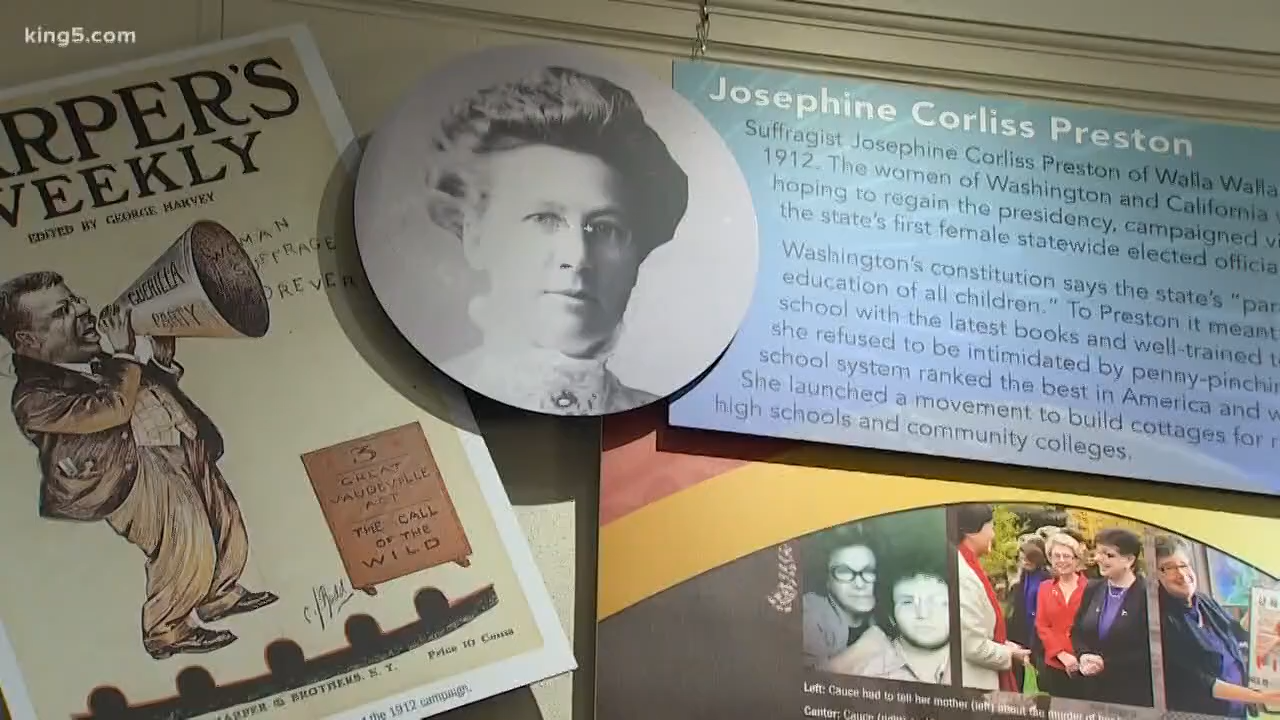 king5.com
ARPER'S
WEEKLY
EDITED BY GEORGE HARVEY
WOMAN
SUFFRAGE
FOREVER
GUERILLA
PARTY
3
GREAT
VAUDEVILLE
ACT
THE CALL
OF THE
WILD
HARPER & BROTHERS, N. Y.
Price 10 Cents
the 1912 campaign.
Josephine Corliss Preston
Suffragist Josephine Corliss Preston of Walla Walla
1912. The women of Washington and California
hoping to regain the presidency, campaigned vi
the state's first female statewide elected officia
Washington's constitution says the state's "par
education of all children." To Preston it meant
school with the latest books and well-trained t
she refused to be intimidated by penny-pinchin
school system ranked the best in America and w
She launched a movement to build cottages for r
high schools and community colleges.
Left: Cauce had to tell her mother (left) about the murder of her
Center: Cauce (right)